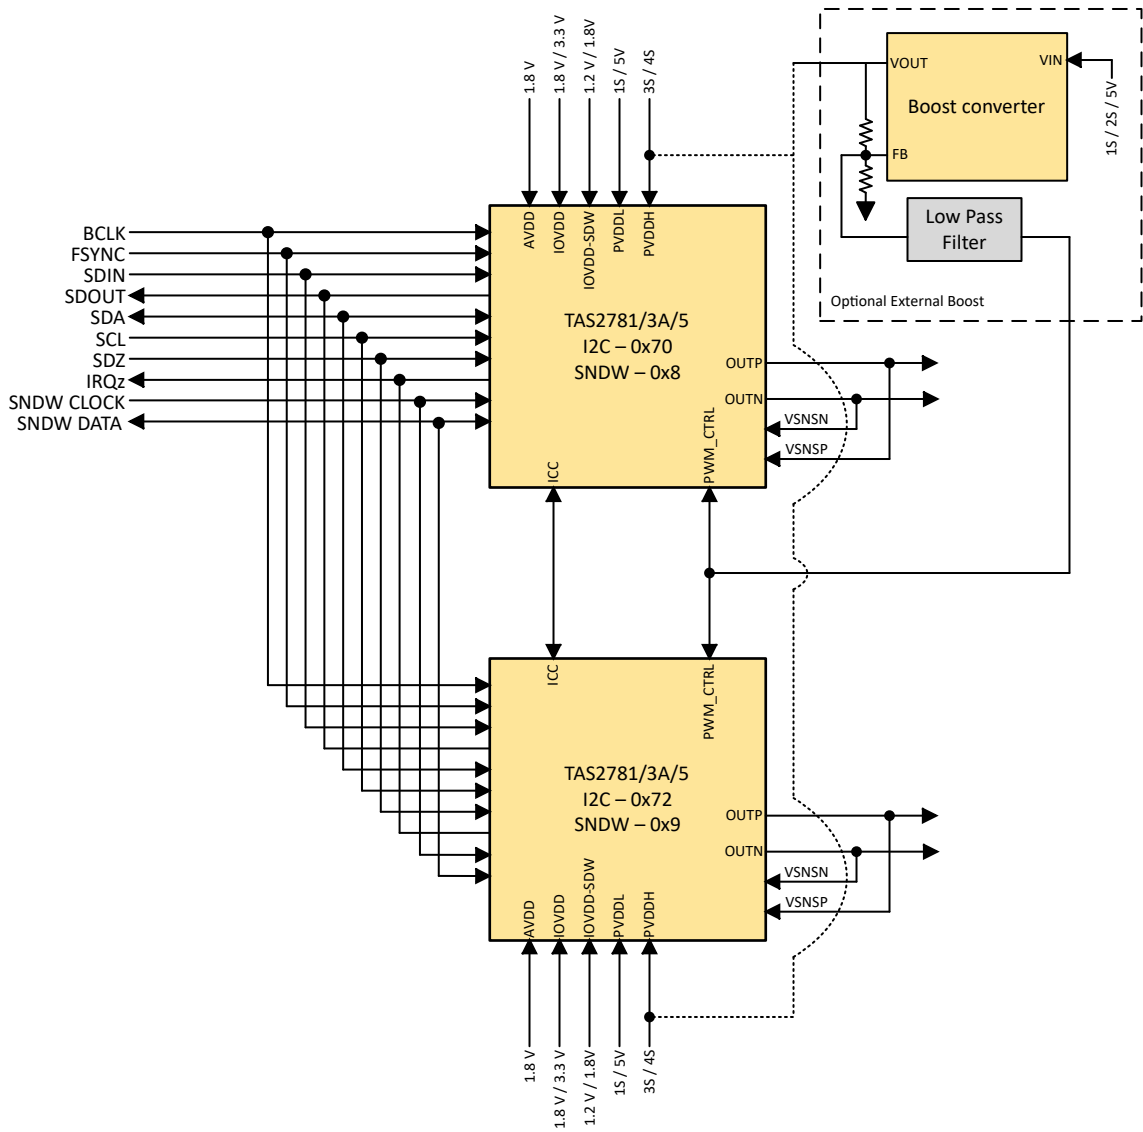 1.8 V
1.8 V / 3.3 V
1.2 V / 1.8V
1S / 5V
3S / 4S
VOUT
VIN
Boost converter
FB
1S / 2S / 5V
Low Pass
Filter
Optional External Boost
AVDD
IOVDD
IOVDD-SDW
PVDDL
PVDDH
BCLK
FSYNC
SDIN
SDOUT
SDA
SCL
SDZ
IRQz
SNDW CLOCK
SNDW DATA
TAS2781/3A/5
I2C – 0x70
SNDW – 0x8
OUTP
OUTN
VSNSN
VSNSP
ICC
PWM_CTRL
ICC
PWM_CTRL
TAS2781/3A/5
I2C – 0x72
SNDW – 0x9
OUTP
OUTN
VSNSN
VSNSP
AVDD
IOVDD
IOVDD-SDW
PVDDL
PVDDH
1.8 V
1.8 V / 3.3 V
1.2 V / 1.8V
1S / 5V
3S / 4S